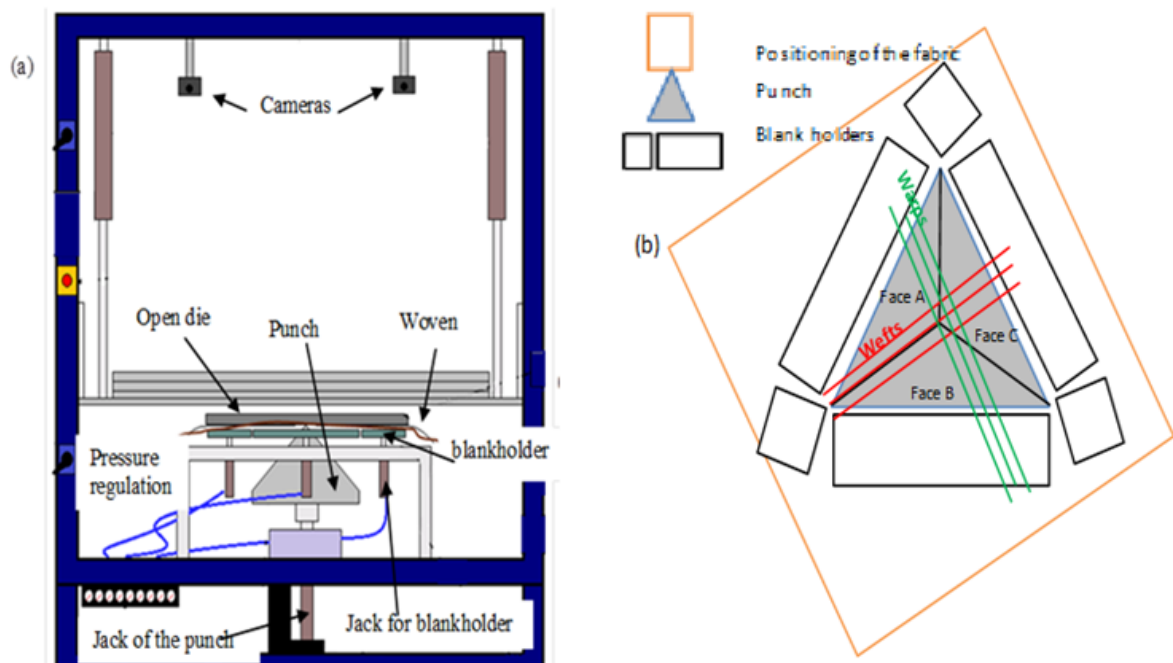 (a)
Cameras
Open die
Punch
Woven
blankholder
Pressure
regulation
Jack of the punch
Jack for blankholder
Positioning of the fabric
Punch
Blank holders
(b)
Warps
Face A
Wefts
Face C
Face B